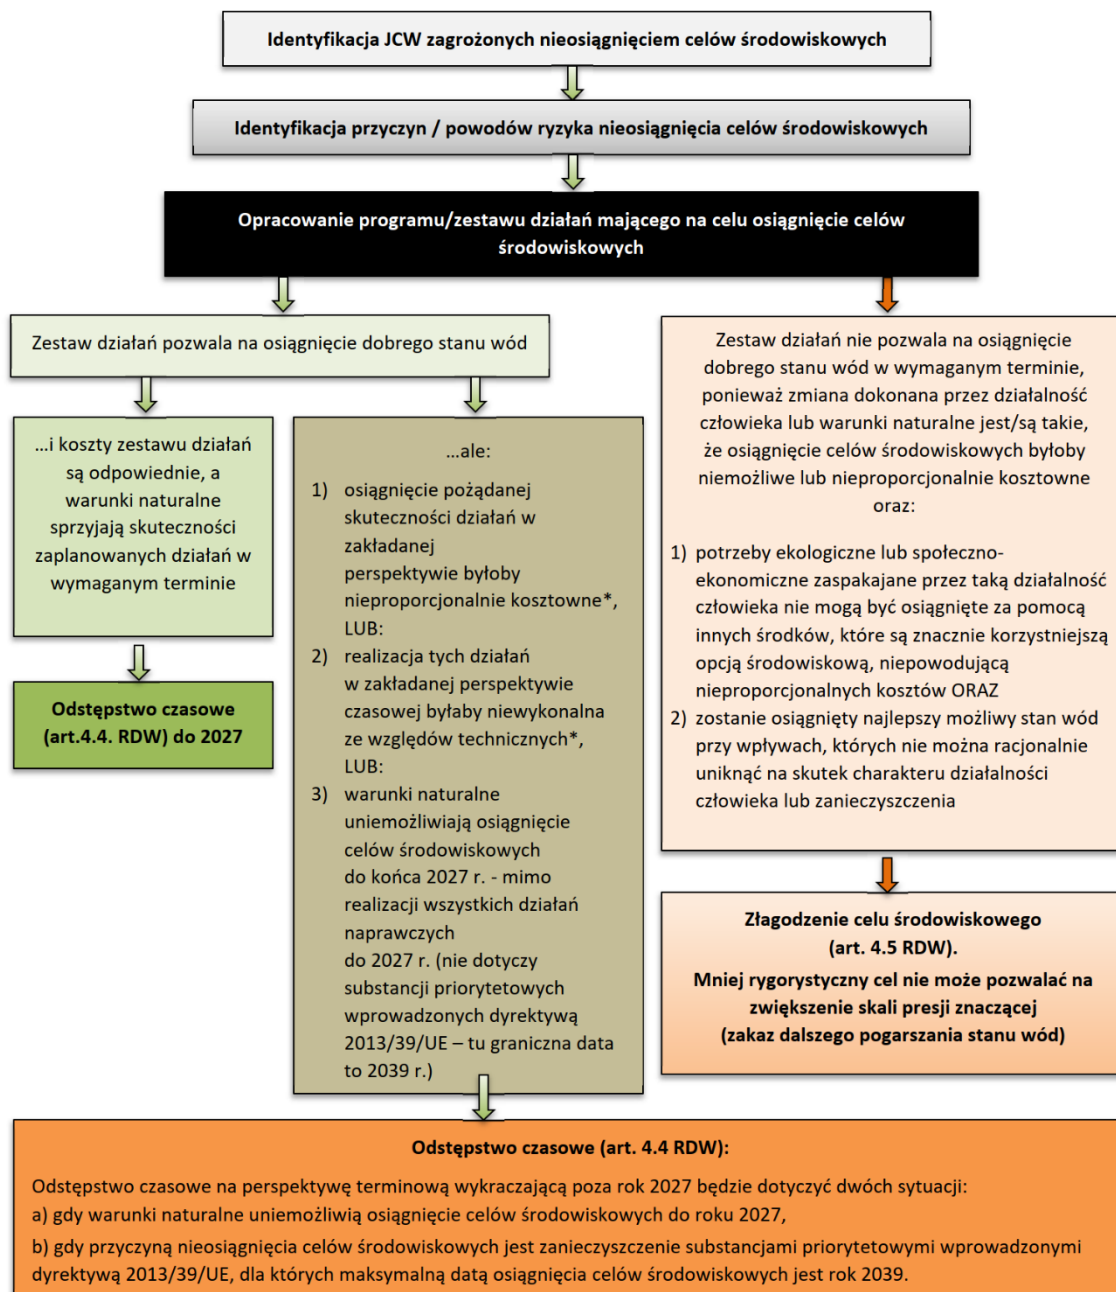 Identyfikacja JCW zagrożonych nieosiągnięciem celów środowiskowych
Identyfikacja przyczyn / powodów ryzyka nieosiągnięcia celów środowiskowych
Opracowanie programu/zestawu działań mającego na celu osiągnięcie celów
środowiskowych
Zestaw działań pozwala na osiągnięcie dobrego stanu wód
...i koszty zestawu działań
są odpowiednie, a
warunki naturalne
sprzyjają skuteczności
zaplanowanych działań w
wymaganym terminie
Odstępstwo czasowe
(art.4.4. RDW) do 2027
...ale:
1) osiągnięcie pożądanej
skuteczności działań w
zakładanej
perspektywie byłoby
nieproporcjonalnie kosztowne*,
LUB:
2) realizacja tych działań
w zakładanej perspektywie
czasowej byłaby niewykonalna
ze względów technicznych*,
LUB:
3) warunki naturalne
uniemożliwiają osiągnięcie
celów środowiskowych
do końca 2027 r. - mimo
realizacji wszystkich działań
naprawczych
do 2027 r. (nie dotyczy
substancji priorytetowych
wprowadzonych dyrektywą
2013/39/UE – tu graniczna data
to 2039 r.)
Zestaw działań nie pozwala na osiągnięcie
dobrego stanu wód w wymaganym terminie,
ponieważ zmiana dokonana przez działalność
człowieka lub warunki naturalne jest/są takie,
że osiągnięcie celów środowiskowych byłoby
niemożliwe lub nieproporcjonalnie kosztowne
oraz:
1) potrzeby ekologiczne lub społeczno-
ekonomiczne zaspakajane przez taką działalność
człowieka nie mogą być osiągnięte za pomocą
innych środków, które są znacznie korzystniejszą
opcją środowiskową, niepowodującą
nieproporcjonalnych kosztów ORAZ
2) zostanie osiągnięty najlepszy możliwy stan wód
przy wpływach, których nie można racjonalnie
uniknąć na skutek charakteru działalności
człowieka lub zanieczyszczenia
Złagodzenie celu środowiskowego
(art. 4.5 RDW).
Mniej rygorystyczny cel nie może pozwalać na
zwiększenie skali presji znaczącej
(zakaz dalszego pogarszania stanu wód)
Odstępstwo czasowe (art. 4.4 RDW):
Odstępstwo czasowe na perspektywę terminową wykraczającą poza rok 2027 będzie dotyczyć dwóch sytuacji:
a) gdy warunki naturalne uniemożliwią osiągnięcie celów środowiskowych do roku 2027,
b) gdy przyczyną nieosiągnięcia celów środowiskowych jest zanieczyszczenie substancjami priorytetowymi wprowadzonymi
dyrektywą 2013/39/UE, dla których maksymalną datą osiągnięcia celów środowiskowych jest rok 2039.